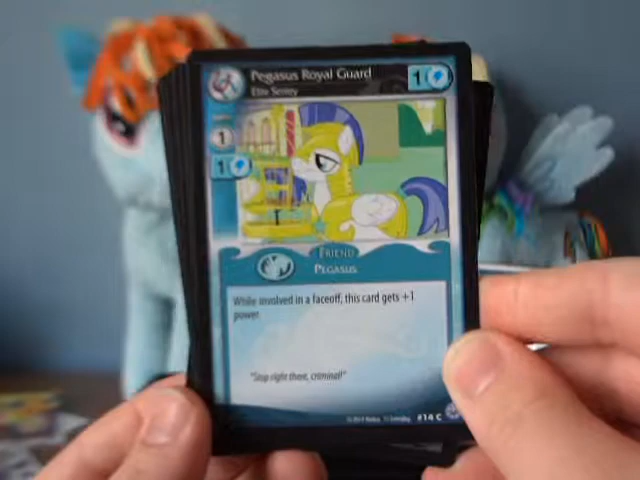 Pegasus Royal Guard
Elite Sentry
1
1
1
FRIEND
PEGASUS
While involved in a faceoff, this card gets +1
power.
"Stop right there, criminal!"
#14 C